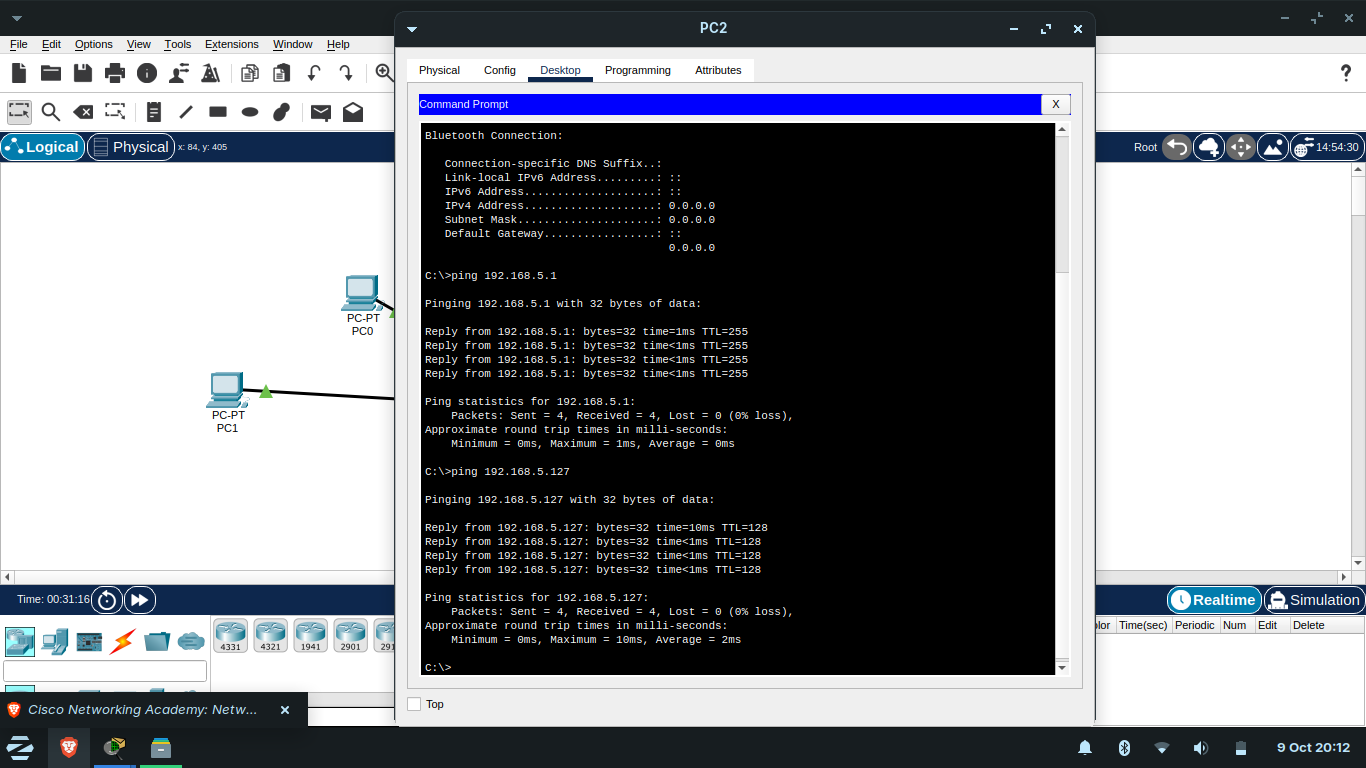 PC2
File Edit Options View Tools Extensions Window Help
Physical Config Desktop Programming Attributes
?
Command Prompt
X
Logical Physical x: 84, y: 405
Root 14:54:30
Bluetooth Connection:
Connection-specific DNS Suffix..:
Link-local IPv6 Address.........: ::
IPv6 Address....................: ::
IPv4 Address....................: 0.0.0.0
Subnet Mask.....................: 0.0.0.0
Default Gateway.................: ::
0.0.0.0
C:\>ping 192.168.5.1
Pinging 192.168.5.1 with 32 bytes of data:
Reply from 192.168.5.1: bytes=32 time=1ms TTL=255
Reply from 192.168.5.1: bytes=32 time<1ms TTL=255
Reply from 192.168.5.1: bytes=32 time<1ms TTL=255
Reply from 192.168.5.1: bytes=32 time<1ms TTL=255
Ping statistics for 192.168.5.1:
Packets: Sent = 4, Received = 4, Lost = 0 (0% loss),
Approximate round trip times in milli-seconds:
Minimum = 0ms, Maximum = 1ms, Average = 0ms
C:\>ping 192.168.5.127
Pinging 192.168.5.127 with 32 bytes of data:
Reply from 192.168.5.127: bytes=32 time=10ms TTL=128
Reply from 192.168.5.127: bytes=32 time<1ms TTL=128
Reply from 192.168.5.127: bytes=32 time<1ms TTL=128
Reply from 192.168.5.127: bytes=32 time<1ms TTL=128
Ping statistics for 192.168.5.127:
Packets: Sent = 4, Received = 4, Lost = 0 (0% loss),
Approximate round trip times in milli-seconds:
Minimum = 0ms, Maximum = 10ms, Average = 2ms
C:\>
Top
PC-PT
PC0
PC-PT
PC1
Time: 00:31:16
Realtime Simulation
4331 4321 1941 2901
Time(sec) Periodic Num Edit Delete
Cisco Networking Academy: Netw...
9 Oct 20:12